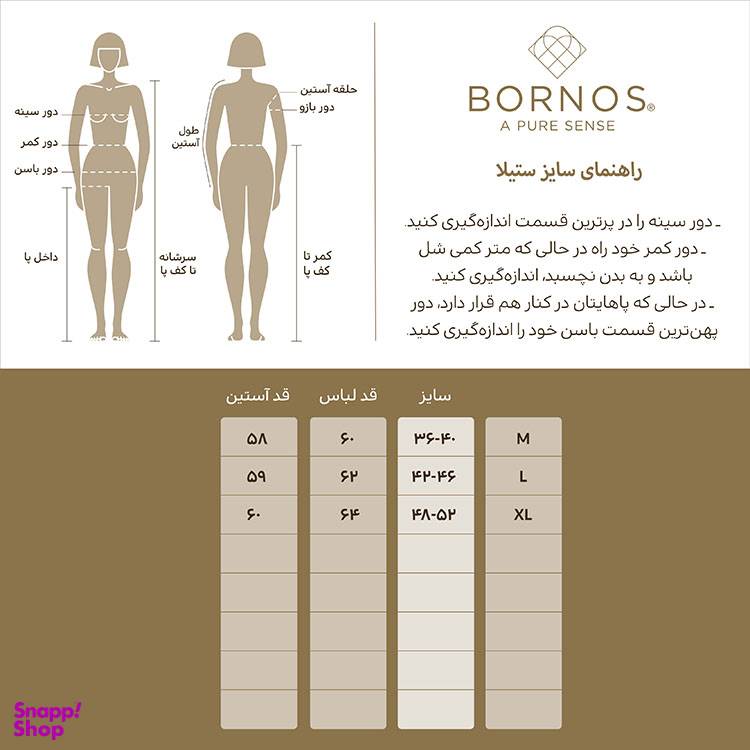 BORNOS®
A PURE SENSE
راهنمای سایز ستیلا
ـ دور سینه را در پرترین قسمت اندازه‌گیری کنید.
ـ دور کمر خود راه در حالی که متر کمی شل
باشد و به بدن نچسبد، اندازه‌گیری کنید.
ـ در حالی که پاهایتان در کنار هم قرار دارد، دور
پهن‌ترین قسمت باسن خود را اندازه‌گیری کنید.
حلقه آستین
دور بازو
طول
آستین
کمر تا
کف پا
دور سینه
دور کمر
دور باسن
داخل پا
سرشانه
تا کف پا
سایز قد لباس قد آستین
M ۳۶-۴۰ ۶۰ ۵۸
L ۴۲-۴۶ ۶۲ ۵۹
XL ۴۸-۵۲ ۶۴ ۶۰
Snapp!
Shop